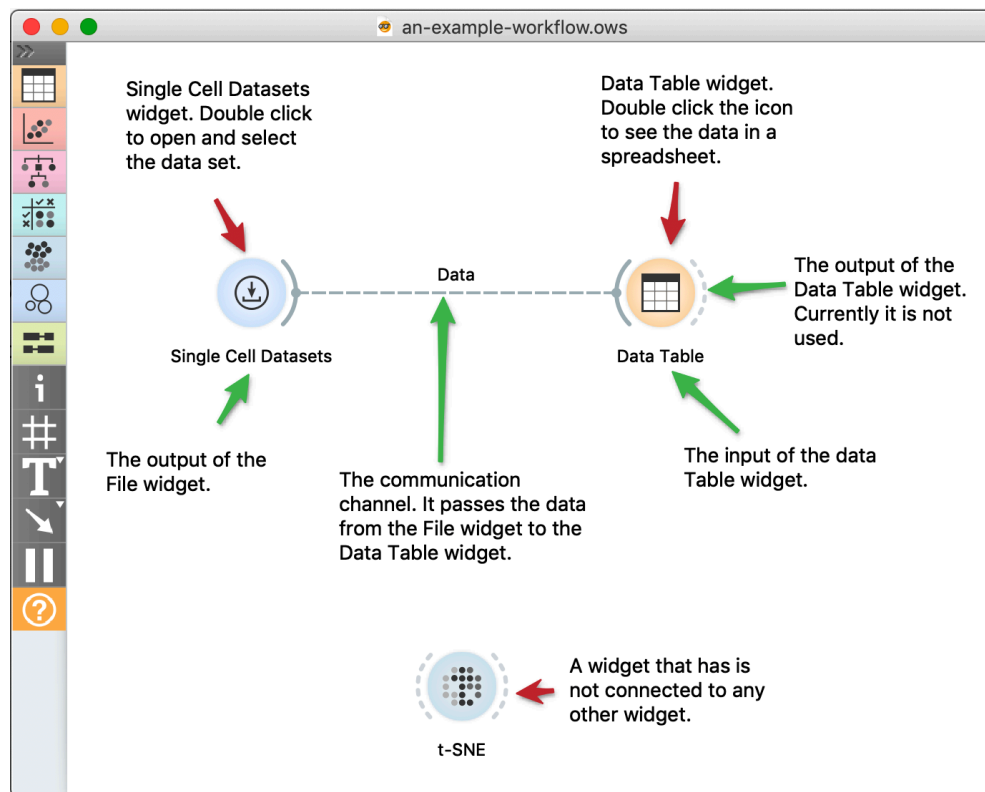 an-example-workflow.ows
Single Cell Datasets
widget. Double click
to open and select
the data set.
Data Table widget.
Double click the icon
to see the data in a
spreadsheet.
Data
The output of the
Data Table widget.
Currently it is not
used.
Single Cell Datasets
Data Table
The output of the
File widget.
The communication
channel. It passes the data
from the File widget to the
Data Table widget.
The input of the data
Table widget.
A widget that has is
not connected to any
other widget.
t-SNE